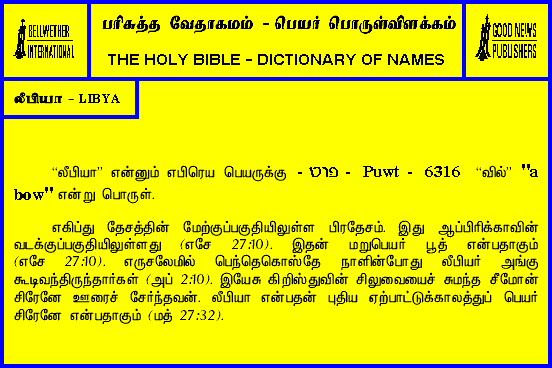 BELLWETHER
INTERNATIONAL
பரிசுத்த வேதாகமம் - பெயர் பொருள்விளக்கம்
THE HOLY BIBLE - DICTIONARY OF NAMES
GOOD NEWS
PUBLISHERS
லீபியா - LIBYA
“லீபியா” என்னும் எபிரெய பெயருக்கு - פוט - Puwt - 6316 “வில்” "a
bow" என்று பொருள்.
எகிப்து தேசத்தின் மேற்குப்பகுதியிலுள்ள பிரதேசம். இது ஆப்பிரிக்காவின்
வடக்குப்பகுதியிலுள்ளது (எசே 27:10). இதன் மறுபெயர் பூத் என்பதாகும்
(எசே 27:10). எருசலேமில் பெந்தெகொஸ்தே நாளின்போது லீபியர் அங்கு
கூடிவந்திருந்தார்கள் (அப் 2:10). இயேசு கிறிஸ்துவின் சிலுவையைச் சுமந்த சீமோன்
சிரேனே ஊரைச் சேர்ந்தவன். லீபியா என்பதன் புதிய ஏற்பாட்டுக்காலத்துப் பெயர்
சிரேனே என்பதாகும் (மத் 27:32).